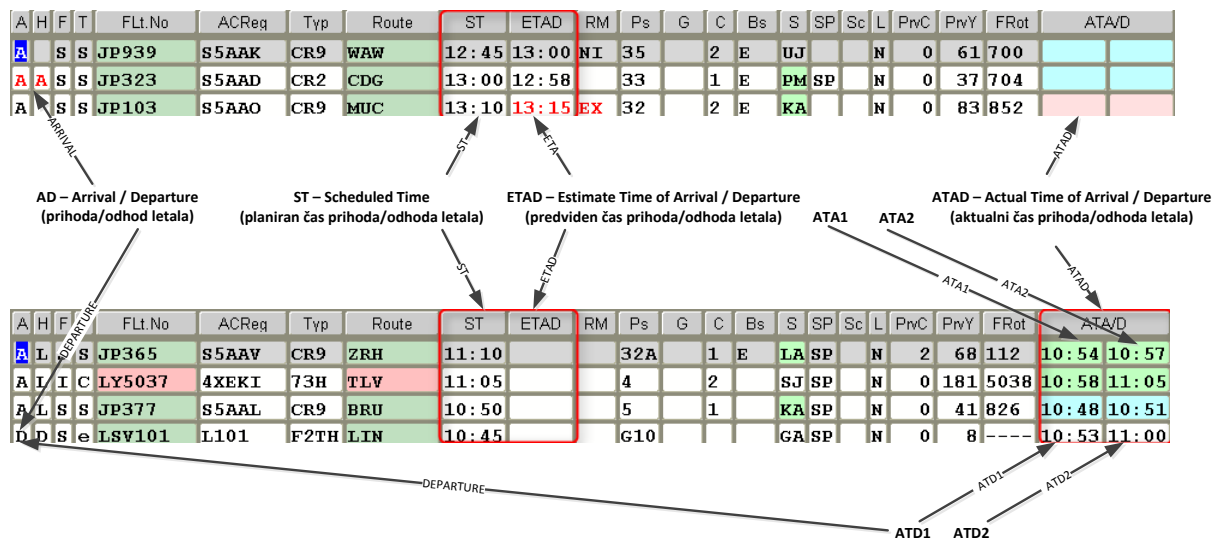 A H F T FLt.No ACReg Typ Route ST ETAD RM Ps G C Bs S SP Sc L PrvC PrvY FRot ATA/D
A S S JP939 S5AAK CR9 WAW 12:45 13:00 NI 35 2 E UJ N 0 61 700
A A S S JP323 S5AAD CR2 CDG 13:00 12:58 33 1 E PM SP N 0 37 704
A S S JP103 S5AAO CR9 MUC 13:10 13:15 EX 32 2 E KA N 0 83 852
ARRIVAL ST ETA ATAD
AD – Arrival / Departure
(prihoda/odhod letala)
ST – Scheduled Time
(planiran čas prihoda/odhoda letala)
ETAD – Estimate Time of Arrival / Departure
(predviden čas prihoda/odhoda letala)
ATA1 ATA2
ATAD – Actual Time of Arrival / Departure
(aktualni čas prihoda/odhoda letala)
DEPARTURE ST ETAD ATA1 ATA2 ATAD
A H F FLt.No ACReg Typ Route ST ETAD RM Ps G C Bs S SP Sc L PrvC PrvY FRot ATA/D
A L S JP365 S5AAV CR9 ZRH 11:10 32A 1 E LA SP N 2 68 112 10:54 10:57
A L I C LY5037 4XEKI 73H TLV 11:05 4 2 SJ SP N 0 181 5038 10:58 11:05
A L S S JP377 S5AAL CR9 BRU 10:50 5 1 KA SP N 0 41 826 10:48 10:51
D D S e LSV101 L101 F2TH LIN 10:45 G10 GA SP N 0 8 ---- 10:53 11:00
DEPARTURE ATD1 ATD2
ATD1 ATD2